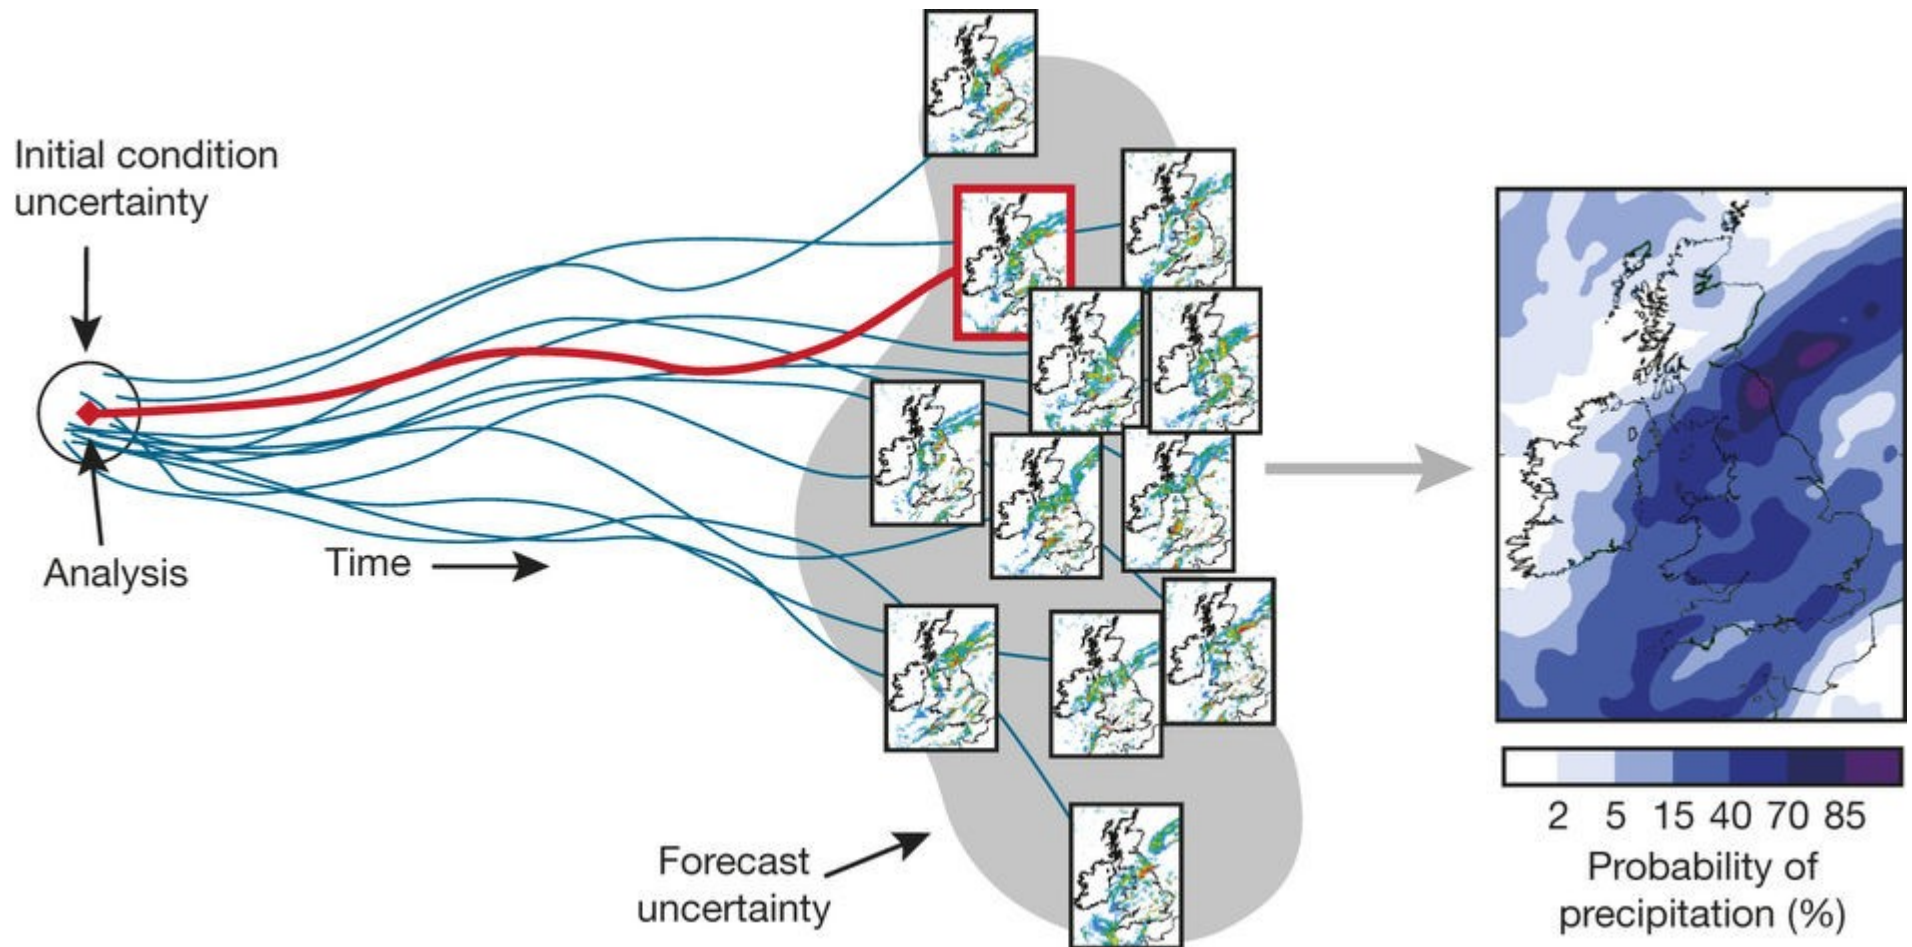 Initial condition
uncertainty
Analysis
Time
Forecast
uncertainty
2 5 15 40 70 85
Probability of
precipitation (%)